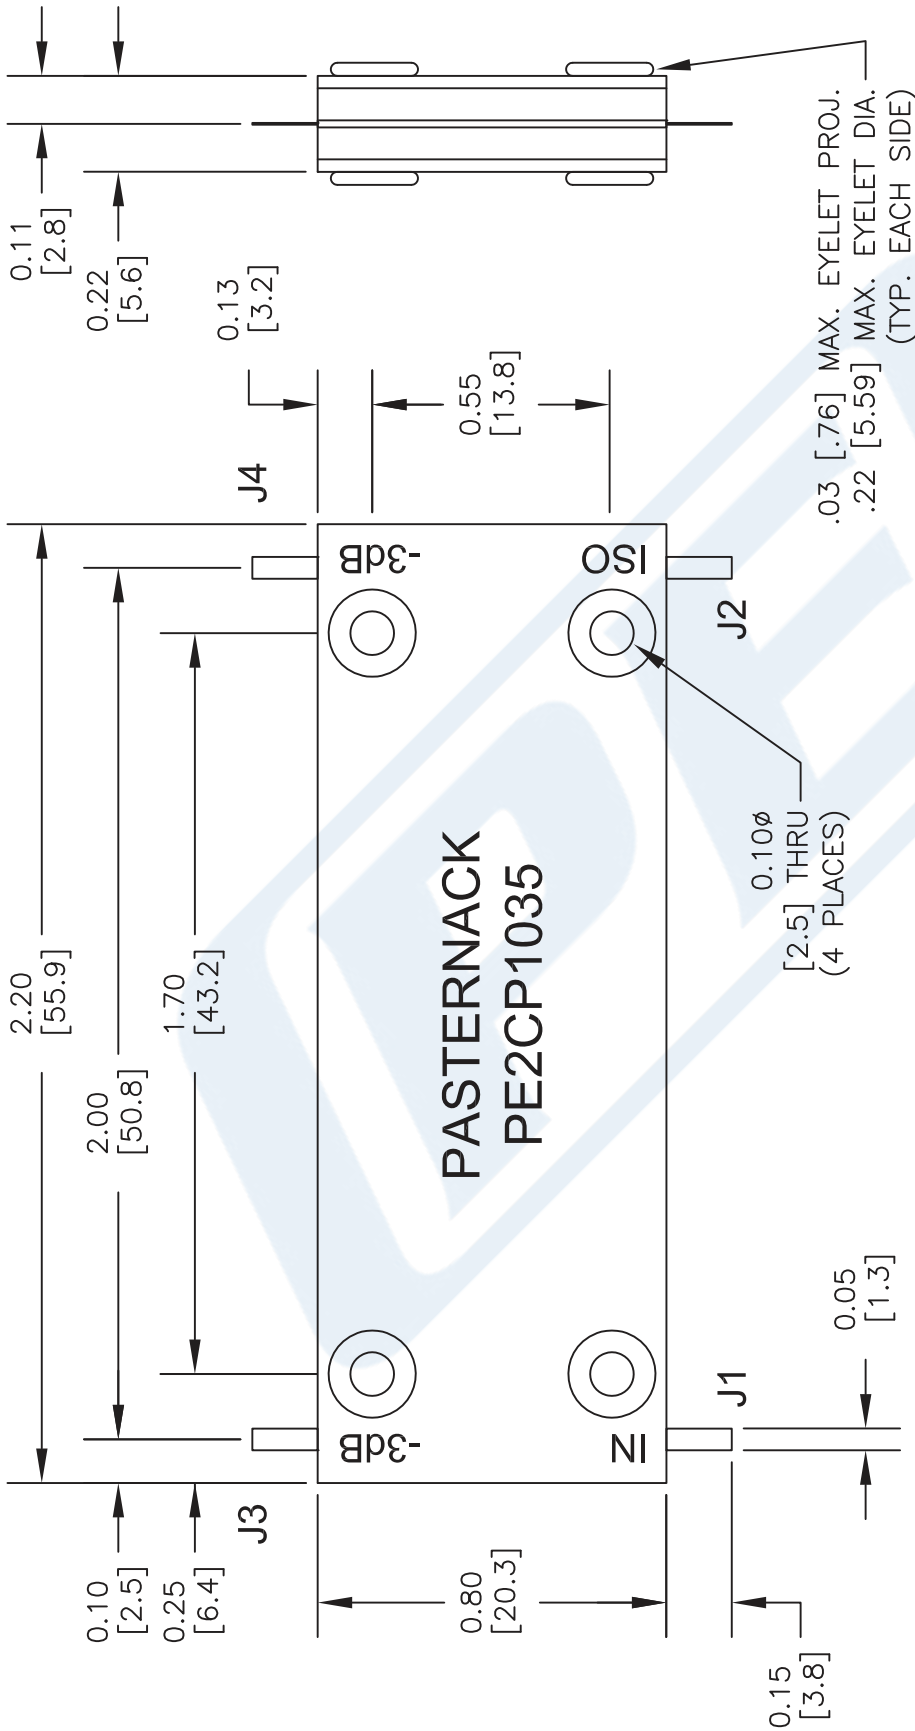 2.20
[55.9]
2.00
[50.8]
1.70
[43.2]
0.10
[2.5]
0.25
[6.4]
0.11
[2.8]
0.22
[5.6]
J3
J4
0.13
[3.2]
-3dB
-3dB
0.55
[13.8]
0.80
[20.3]
PASTERNACK
PE2CP1035
IN
ISO
J1
J2
0.15
[3.8]
0.05
[1.3]
0.10ø
[2.5] THRU
(4 PLACES)
.03 [.76] MAX. EYELET PROJ.
.22 [5.59] MAX. EYELET DIA.
(TYP. EACH SIDE)
PE